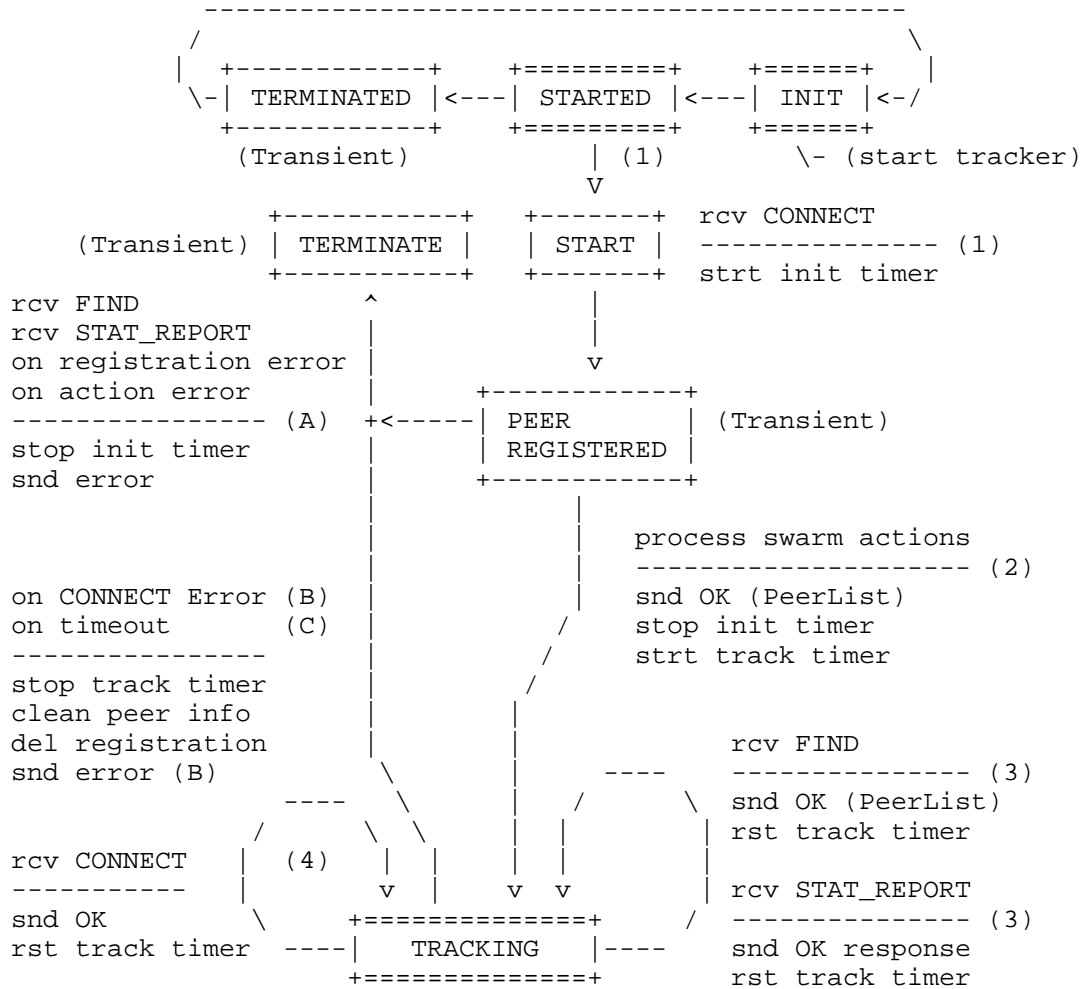 TERMINATED <--- STARTED <--- INIT
(Transient) (1) \- (start tracker)
rcv CONNECT
(Transient) TERMINATE START --------------- (1)
strt init timer
rcv FIND
rcv STAT_REPORT
on registration error
on action error
---------------- (A) PEER (Transient)
stop init timer REGISTERED
snd error
process swarm actions
--------------------- (2)
on CONNECT Error (B) snd OK (PeerList)
on timeout (C) stop init timer
---------------- strt track timer
stop track timer
clean peer info
del registration rcv FIND
snd error (B) --------------- (3)
snd OK (PeerList)
rst track timer
rcv CONNECT (4)
----------- rcv STAT_REPORT
snd OK --------------- (3)
rst track timer TRACKING snd OK response
rst track timer